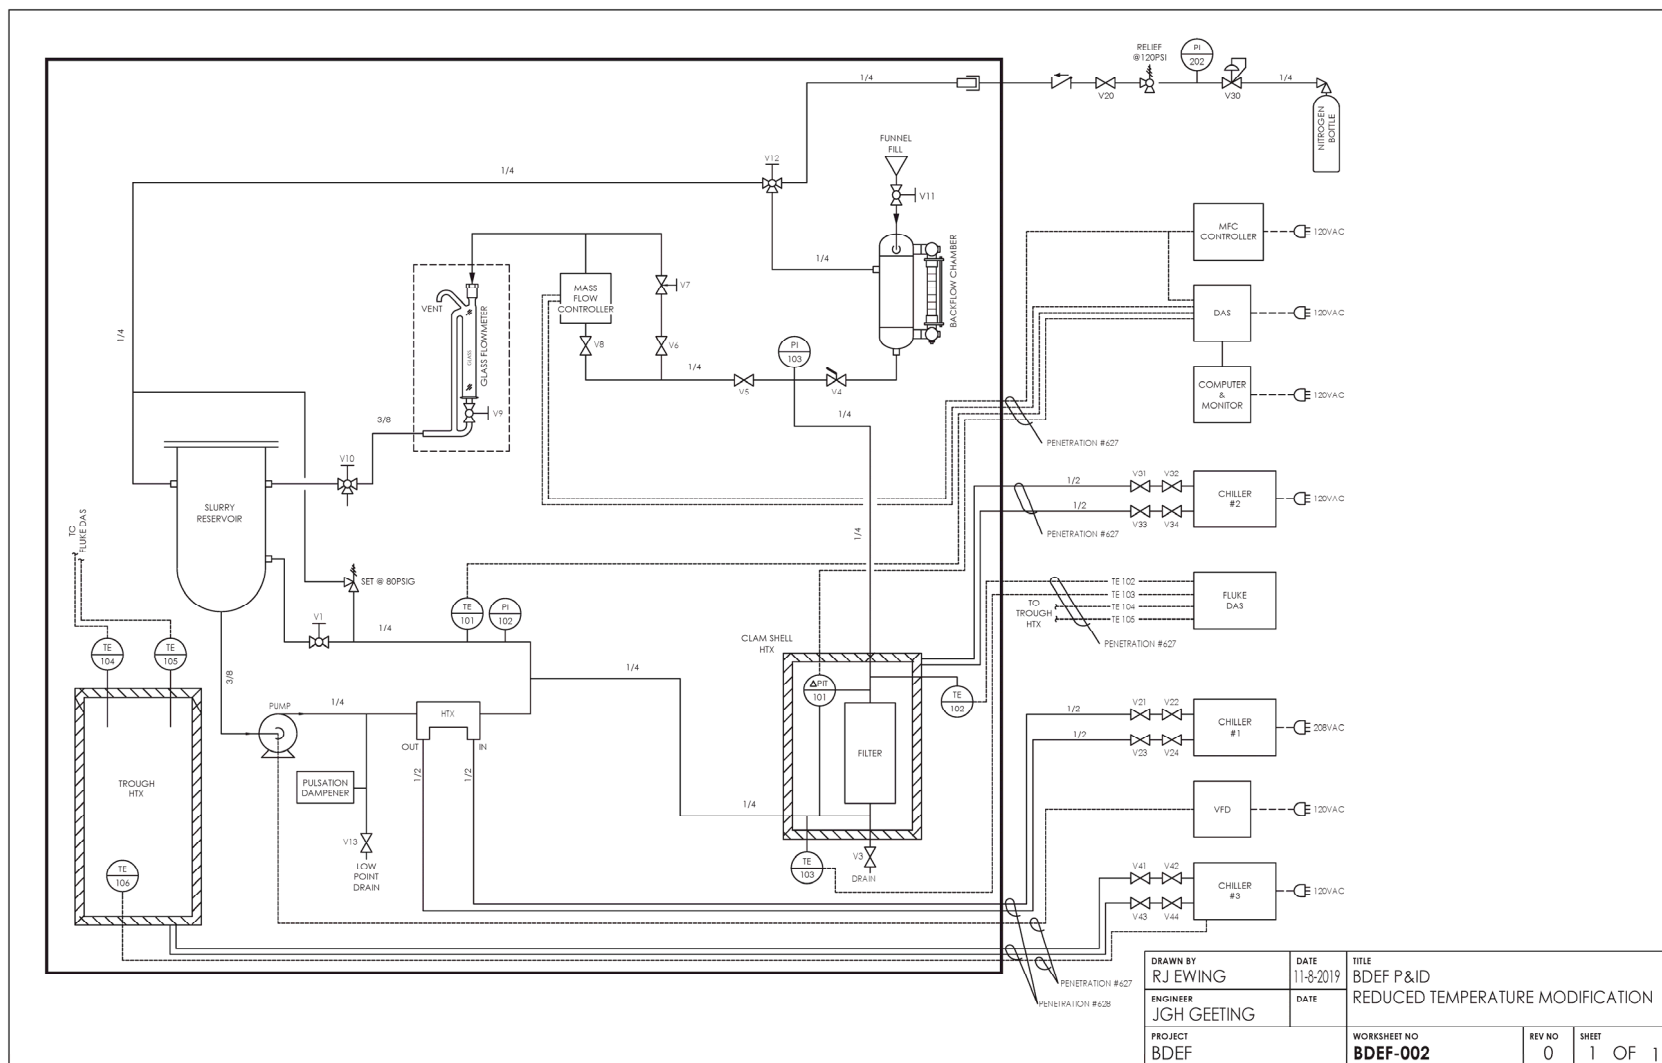 RELIEF
@120PSI
PI
202
1/4
V20
V30
1/4
NITROGEN
BOTTLE
FUNNEL
FILL
V12
1/4
V11
MFC
CONTROLLER
120VAC
1/4
BACKFLOW CHAMBER
MASS
FLOW
CONTROLLER
V7
VENT
GLASS
GLASS FLOWMETER
DAS
120VAC
1/4
V8
V6
PI
103
1/4
V5
V4
COMPUTER
&
MONITOR
120VAC
3/8
V9
1/4
PENETRATION #627
V10
1/2
V31
V32
CHILLER
#2
120VAC
SLURRY
RESERVOIR
1/2
V33
V34
PENETRATION #627
TO
FLUKE DAS
1/4
SET @ 80PSIG
TE 102
TE 103
TE 104
TE 105
TO
TROUGH
HTX
FLUKE
DAS
PENETRATION #627
TE
101
PI
102
V1
1/4
CLAM SHELL
HTX
TE
104
TE
105
3/8
1/4
ΔPIT
101
TE
102
PUMP
1/4
HTX
OUT
IN
1/2
1/2
FILTER
1/2
V21
V22
1/2
V23
V24
CHILLER
#1
208VAC
TROUGH
HTX
PULSATION
DAMPENER
1/4
VFD
120VAC
V13
LOW
POINT
DRAIN
V3
DRAIN
TE
103
TE
106
V41
V42
V43
V44
CHILLER
#3
120VAC
PENETRATION #627
PENETRATION #628
DRAWN BY
RJ EWING
DATE
11-8-2019
TITLE
BDEF P&ID
REDUCED TEMPERATURE MODIFICATION
ENGINEER
JGH GEETING
DATE
PROJECT
BDEF
WORKSHEET NO
BDEF-002
REV NO
0
SHEET
1 OF 1